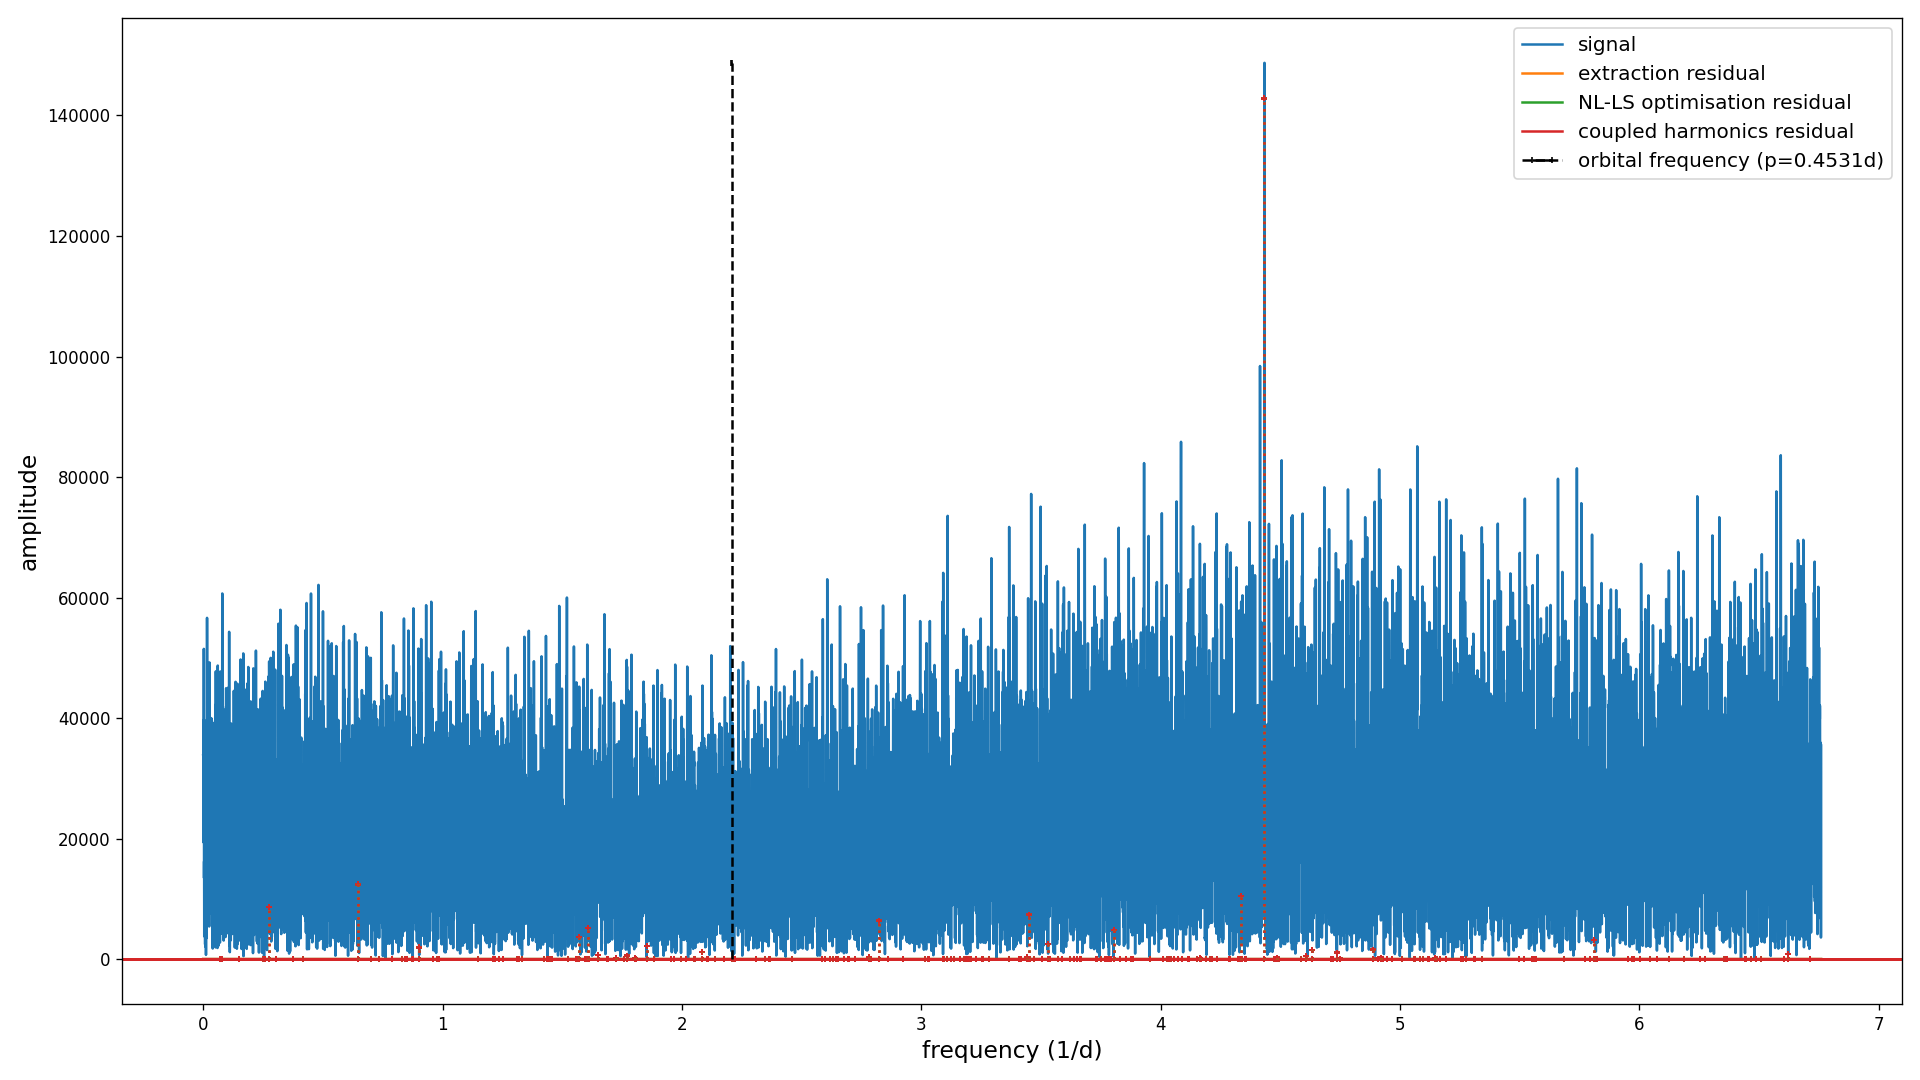 signal
extraction residual
NL-LS optimisation residual
coupled harmonics residual
orbital frequency (p=0.4531d)
amplitude
140000
120000
100000
80000
60000
40000
20000
0
0 1 2 3 4 5 6 7
frequency (1/d)